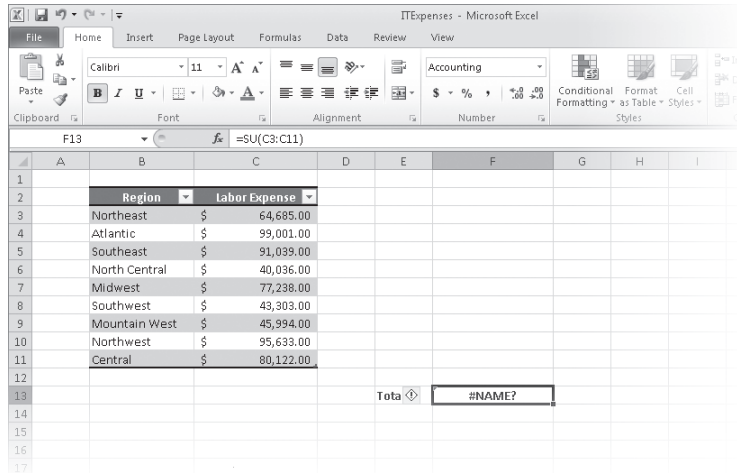 ITExpenses - Microsoft Excel
File Home Insert Page Layout Formulas Data Review View
Calibri 11 Accounting
Paste B I U A $ % , Conditional Formatting Format as Table Cell Styles
Clipboard Font Alignment Number Styles
F13 fx =SU(C3:C11)
A B C D E F G H I
1
2 Region Labor Expense
3 Northeast $ 64,685.00
4 Atlantic $ 99,001.00
5 Southeast $ 91,039.00
6 North Central $ 40,036.00
7 Midwest $ 77,238.00
8 Southwest $ 43,303.00
9 Mountain West $ 45,994.00
10 Northwest $ 95,633.00
11 Central $ 80,122.00
12
13 Tota #NAME?
14
15
16
17